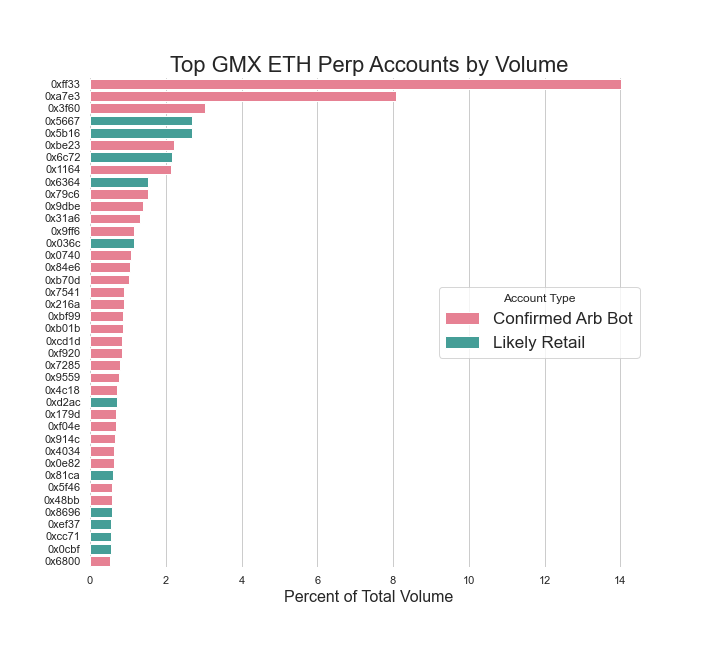 Top GMX ETH Perp Accounts by Volume
0xff33
0xa7e3
0x3f60
0x5667
0x5b16
0xbe23
0x6c72
0x1164
0x6364
0x79c6
0x9dbe
0x31a6
0x9ff6
0x036c
0x0740
0x84e6
0xb70d
0x7541
0x216a
0xbf99
0xb01b
0xcd1d
0xf920
0x7285
0x9559
0x4c18
0xd2ac
0x179d
0xf04e
0x914c
0x4034
0x0e82
0x81ca
0x5f46
0x48bb
0x8696
0xef37
0xcc71
0x0cbf
0x6800
Account Type
Confirmed Arb Bot
Likely Retail
0 2 4 6 8 10 12 14
Percent of Total Volume